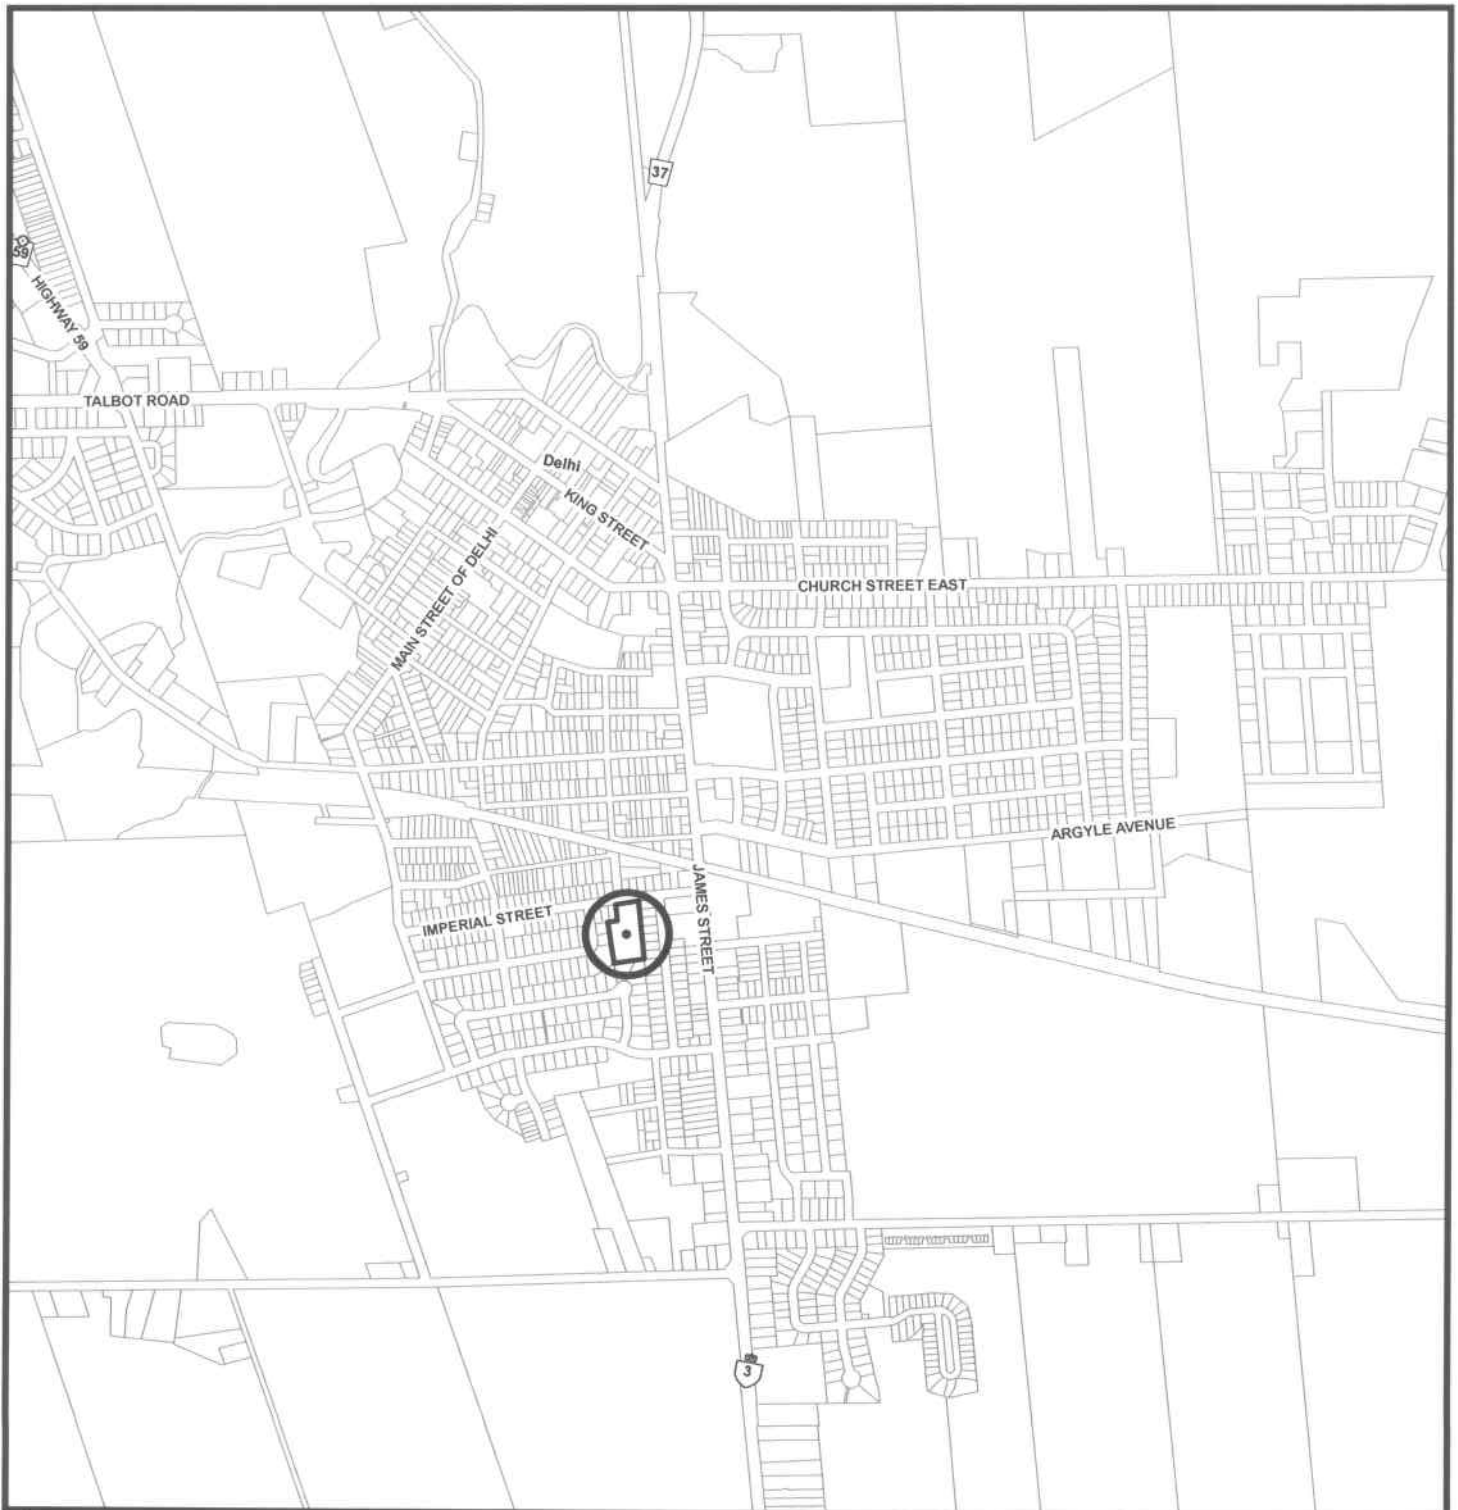 37
59
HIGHWAY 59
TALBOT ROAD
Delhi
KING STREET
MAIN STREET OF DELHI
CHURCH STREET EAST
ARGYLE AVENUE
JAMES STREET
IMPERIAL STREET
3